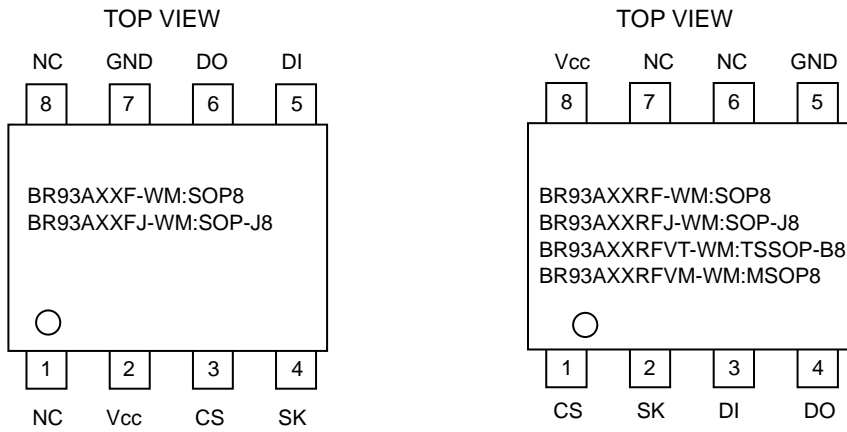 TOP VIEW
NC GND DO DI
8 7 6 5
BR93AXXF-WM:SOP8
BR93AXXFJ-WM:SOP-J8
1 2 3 4
NC Vcc CS SK
TOP VIEW
Vcc NC NC GND
8 7 6 5
BR93AXXRF-WM:SOP8
BR93AXXRFJ-WM:SOP-J8
BR93AXXRFVT-WM:TSSOP-B8
BR93AXXRFVM-WM:MSOP8
1 2 3 4
CS SK DI DO